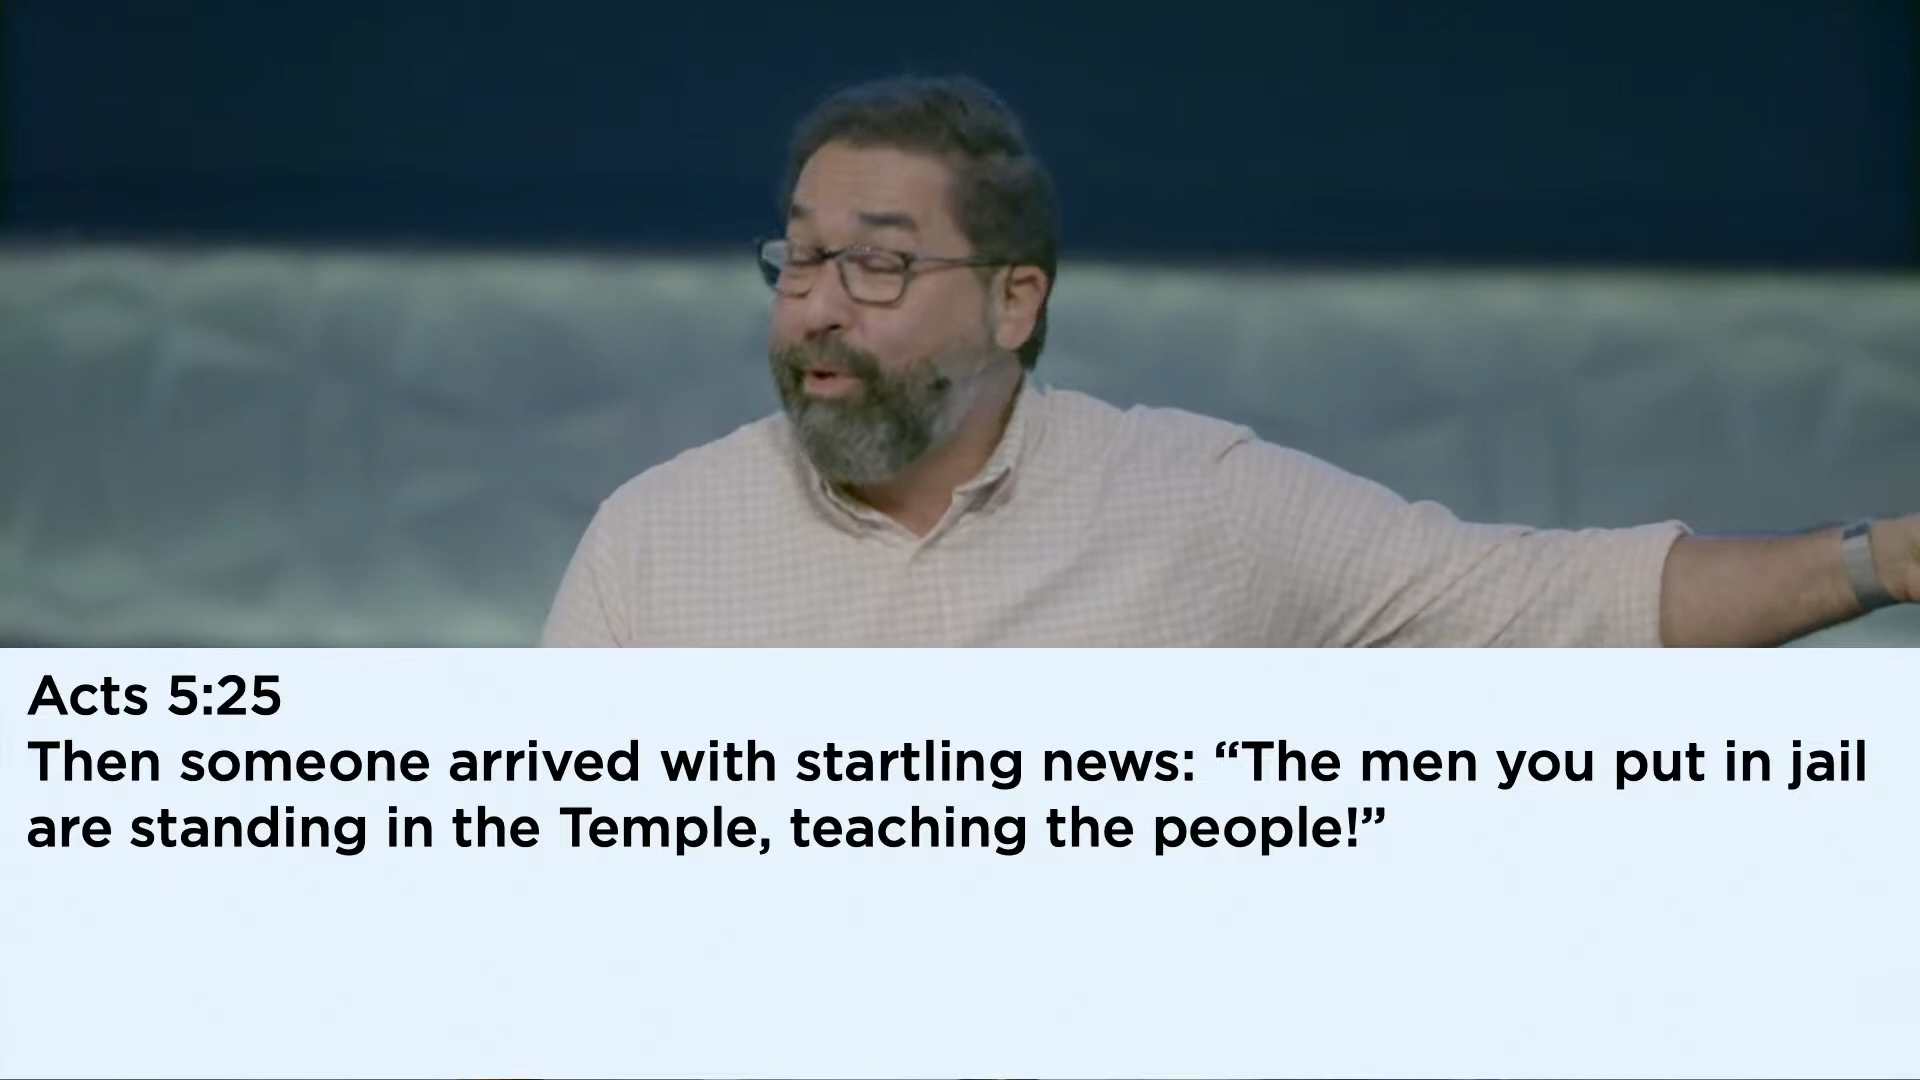 Acts 5:25
Then someone arrived with startling news: “The men you put in jail
are standing in the Temple, teaching the people!”